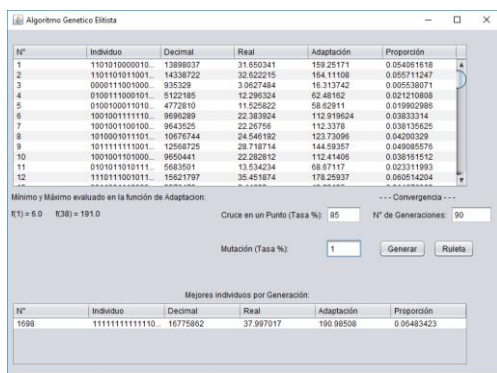 Algoritmo Genetico Elitista
N° Individuo Decimal Real Adaptación Proporción
1 1101010000010... 13898037 31.650341 159.25171 0.054061618
2 1101101011001... 14338722 32.622215 164.11108 0.055711247
3 0000111001000... 935329 3.0627484 16.313742 0.005538071
4 0100111000101... 5122185 12.296324 62.48162 0.021210808
5 0100100011010... 4772810 11.525822 58.62911 0.019902986
6 1001001111110... 9696289 22.383924 112.919624 0.03833314
7 1001001100100... 9643525 22.26756 112.3378 0.038135625
8 1010001011101... 10676744 24.546192 123.73096 0.04200329
9 1011111111001... 12568725 28.718714 144.59357 0.049085576
10 1001001101000... 9650441 22.282812 112.41406 0.038161512
11 0101011010111... 5683501 13.534234 68.67117 0.023311993
12 1110111001011... 15621797 35.451874 178.25937 0.060514204
Mínimo y Máximo evaluado en la función de Adaptacion:
- - - Convergencia - - -
f(1) = 6.0 f(38) = 191.0 Cruce en un Punto (Tasa %): 85 N° de Generaciones: 90
Mutación (Tasa %): 1 Generar Ruleta
Mejores individuos por Generación:
N° Individuo Decimal Real Adaptación Proporción
1698 11111111111110... 16775862 37.997017 190.98508 0.06483423